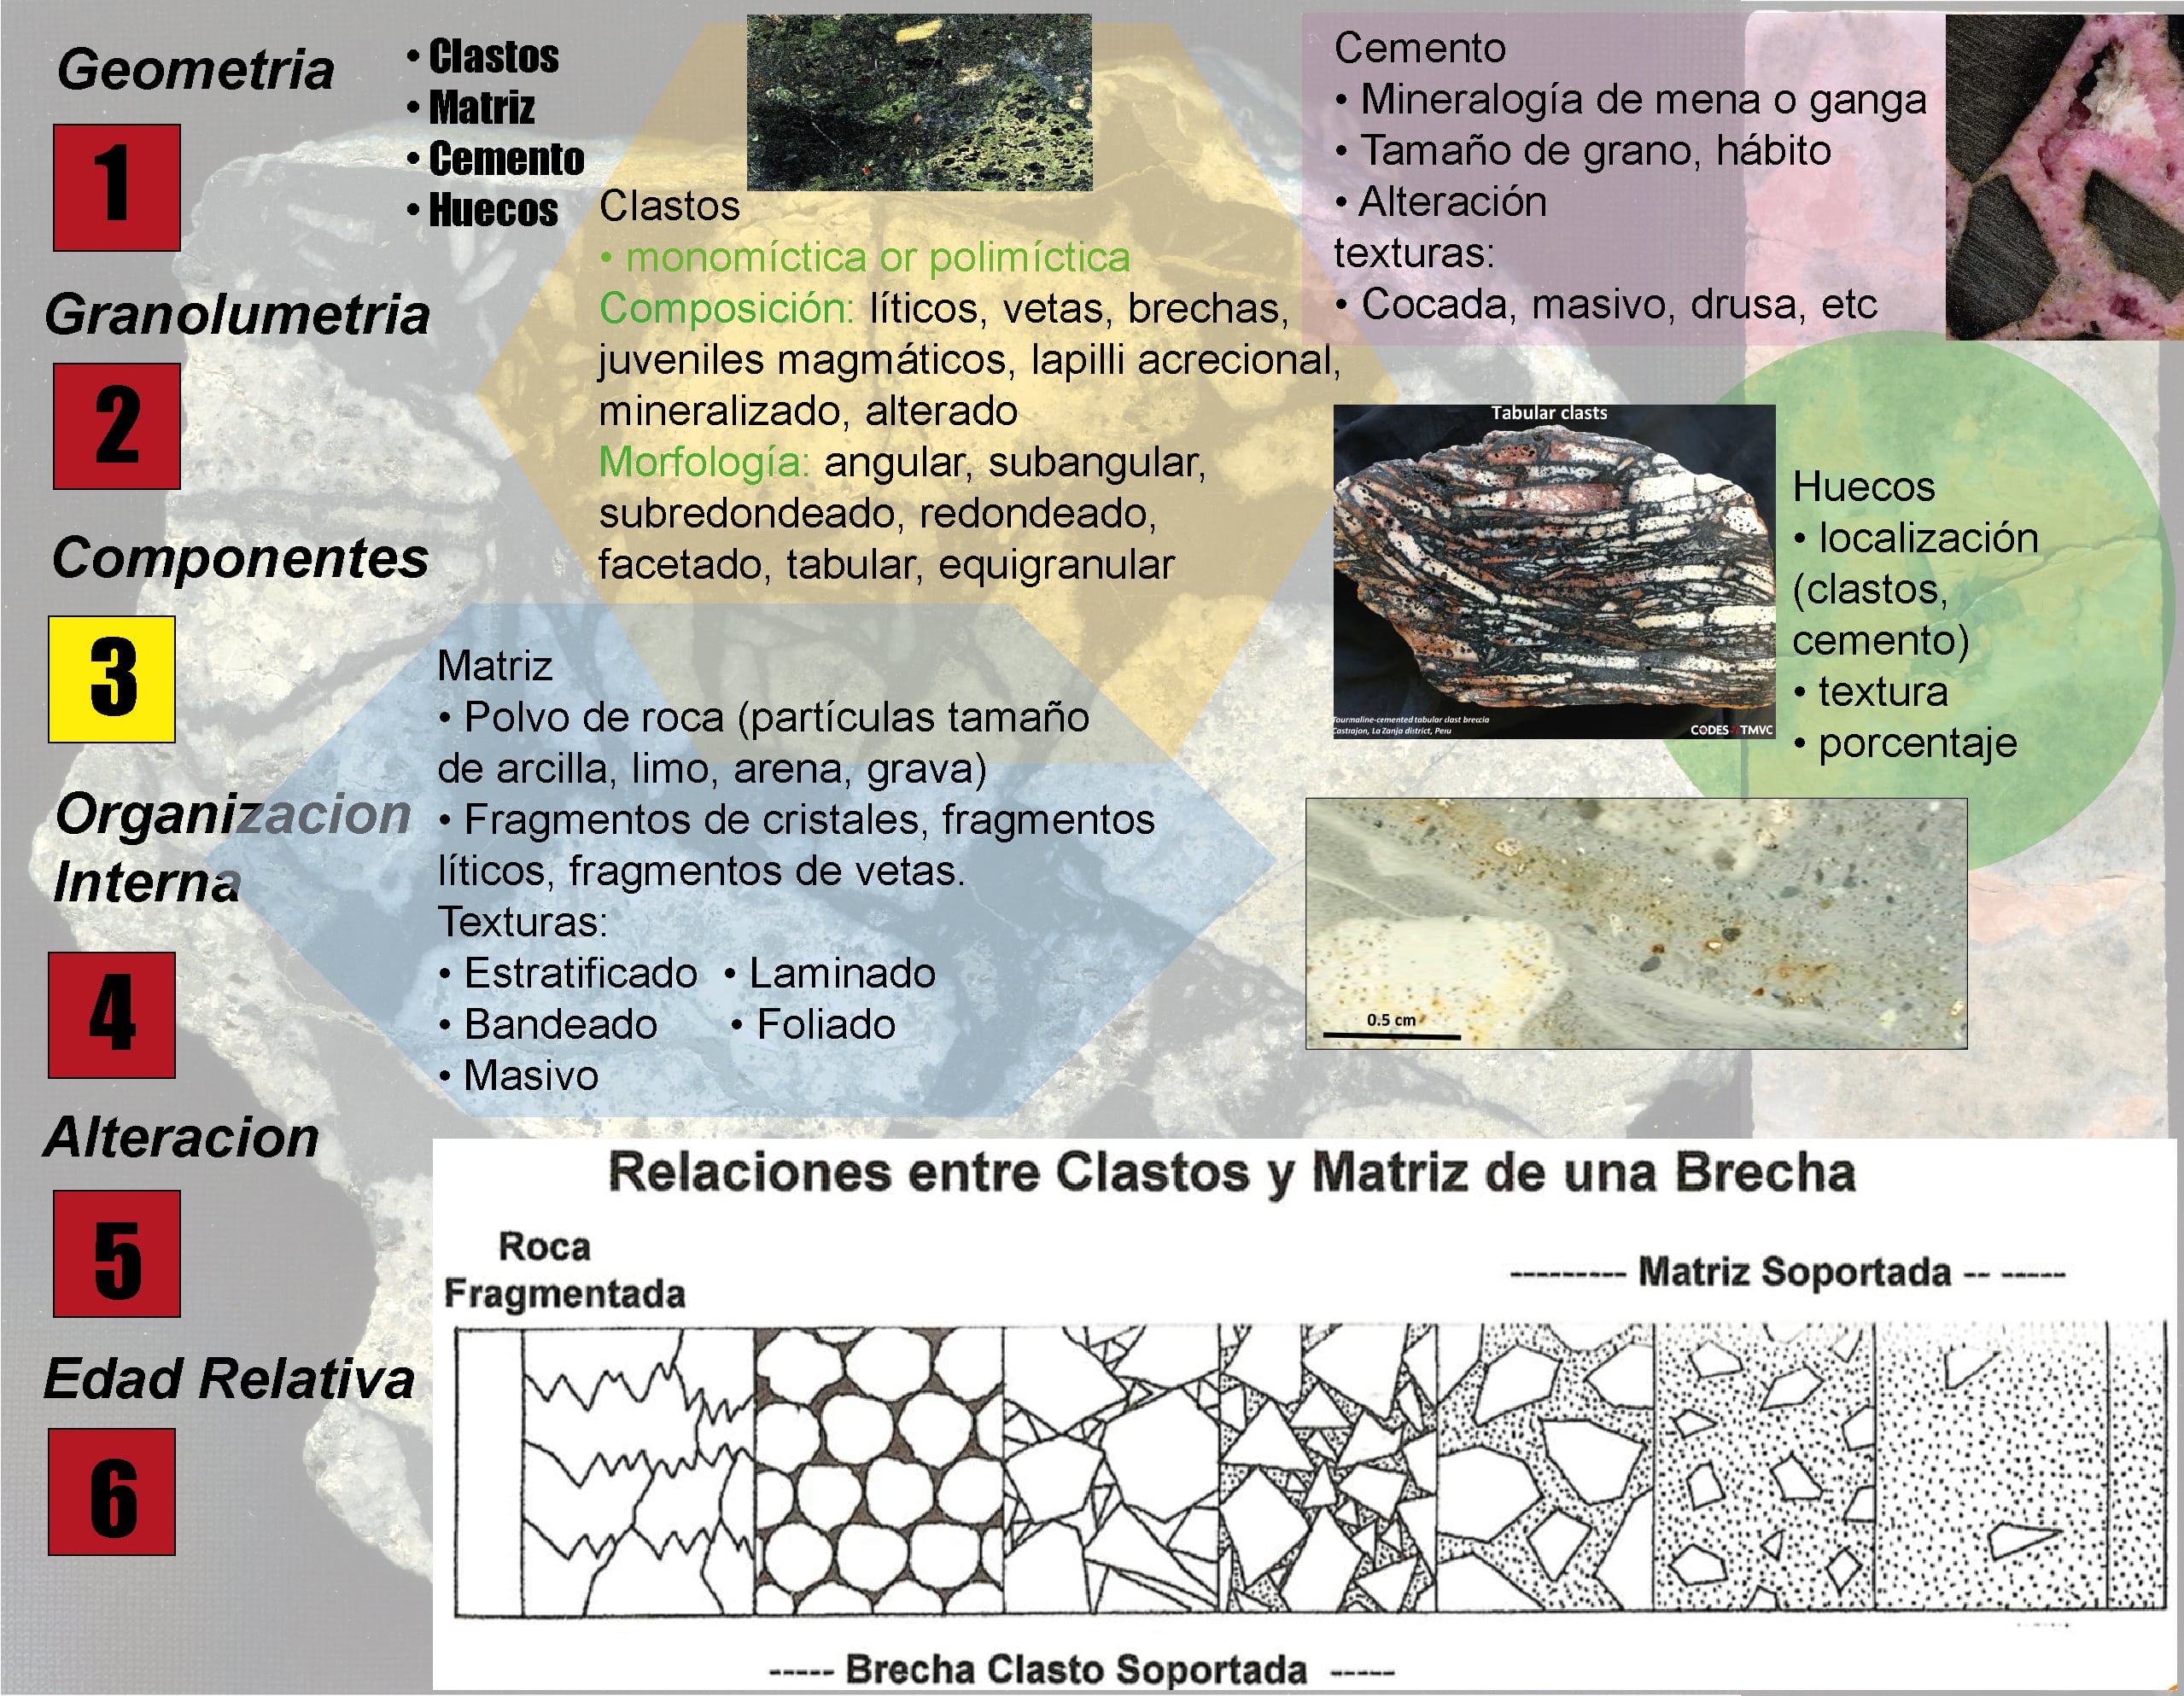 Geometria
1
Granolumetria
2
Componentes
3
Organizacion
Interna
4
Alteracion
5
Edad Relativa
6
• Clastos
• Matriz
• Cemento
• Huecos
Clastos
• monomíctica or polimíctica
Composición: líticos, vetas, brechas,
juveniles magmáticos, lapilli acrecional,
mineralizado, alterado
Morfología: angular, subangular,
subredondeado, redondeado,
facetado, tabular, equigranular
Cemento
• Mineralogía de mena o ganga
• Tamaño de grano, hábito
• Alteración
texturas:
• Cocada, masivo, drusa, etc
Tabular clasts
Tourmaline-cemented tabular clast breccia
Castrajon, La Zanja district, Peru
CODES TMVC
Huecos
• localización
(clastos,
cemento)
• textura
• porcentaje
Matriz
• Polvo de roca (partículas tamaño
de arcilla, limo, arena, grava)
• Fragmentos de cristales, fragmentos
líticos, fragmentos de vetas.
Texturas:
• Estratificado • Laminado
• Bandeado • Foliado
• Masivo
0.5 cm
Relaciones entre Clastos y Matriz de una Brecha
Roca
Fragmentada
--------- Matriz Soportada -- -----
----- Brecha Clasto Soportada -----